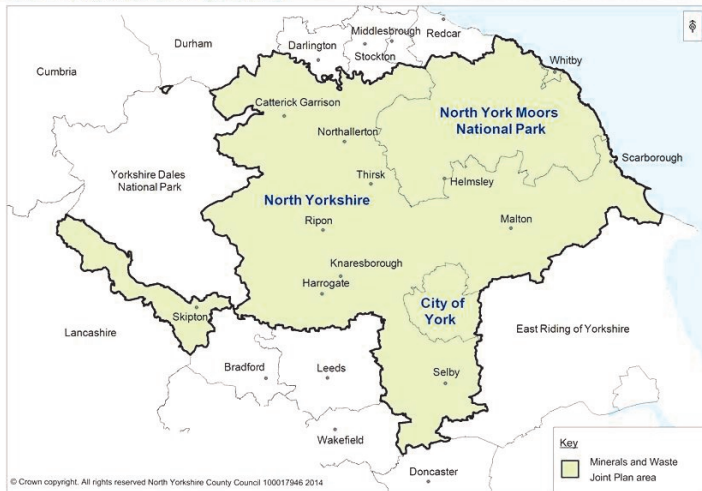 Durham
Darlington
Middlesbrough
Stockton
Redcar
Cumbria
Whitby
Catterick Garrison
North York Moors
National Park
Northallerton
Yorkshire Dales
National Park
Scarborough
Thirsk
Helmsley
North Yorkshire
Ripon
Malton
Knaresborough
Harrogate
City of
York
Skipton
Lancashire
East Riding of Yorkshire
Bradford
Leeds
Selby
Wakefield
Doncaster
Key
Minerals and Waste
Joint Plan area
© Crown copyright. All rights reserved North Yorkshire County Council 100017946 2014